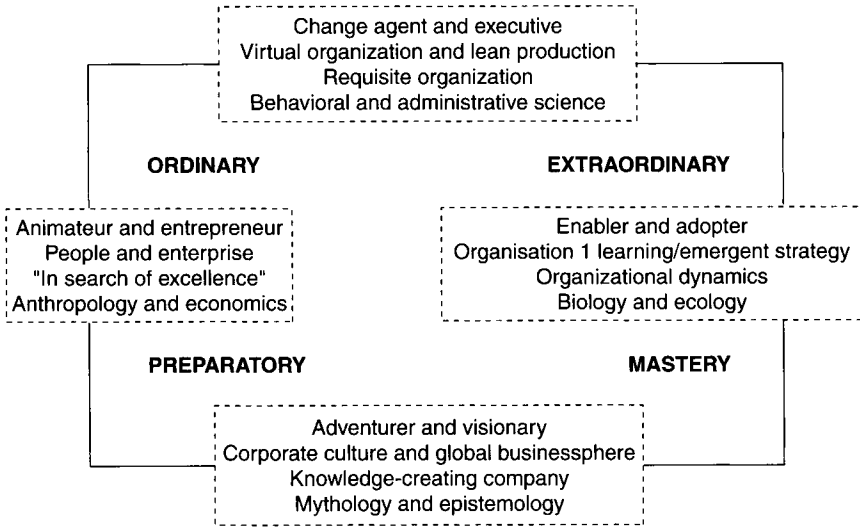 Change agent and executive
Virtual organization and lean production
Requisite organization
Behavioral and administrative science
ORDINARY
EXTRAORDINARY
Animateur and entrepreneur
People and enterprise
"In search of excellence"
Anthropology and economics
Enabler and adopter
Organisation 1 learning/emergent strategy
Organizational dynamics
Biology and ecology
PREPARATORY
MASTERY
Adventurer and visionary
Corporate culture and global businessphere
Knowledge-creating company
Mythology and epistemology